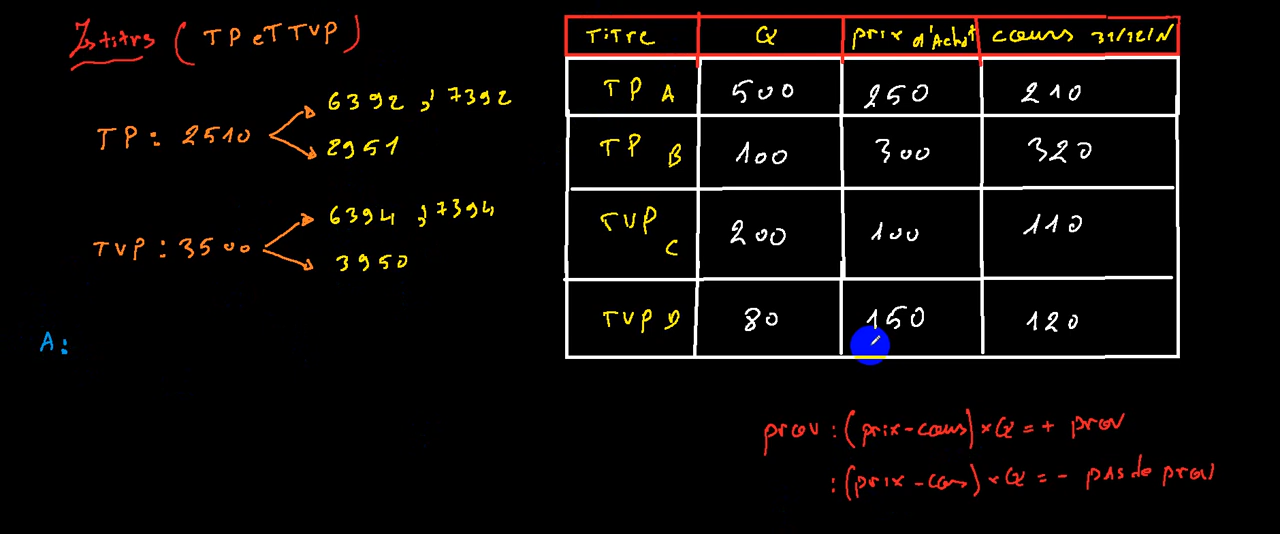 Les titres (TP eT TVP)
TP : 2510
6392 ; 7392
2951
TVP : 3500
6394 ; 7394
3950
A :
TiTre Q prix d'Achat cours 31/12/N
TP A 500 250 210
TP B 100 300 320
TVP C 200 100 110
TVP D 80 150 120
prov : (prix-cours) × Q = + prov
: (prix-cours) × Q = - pas de prov